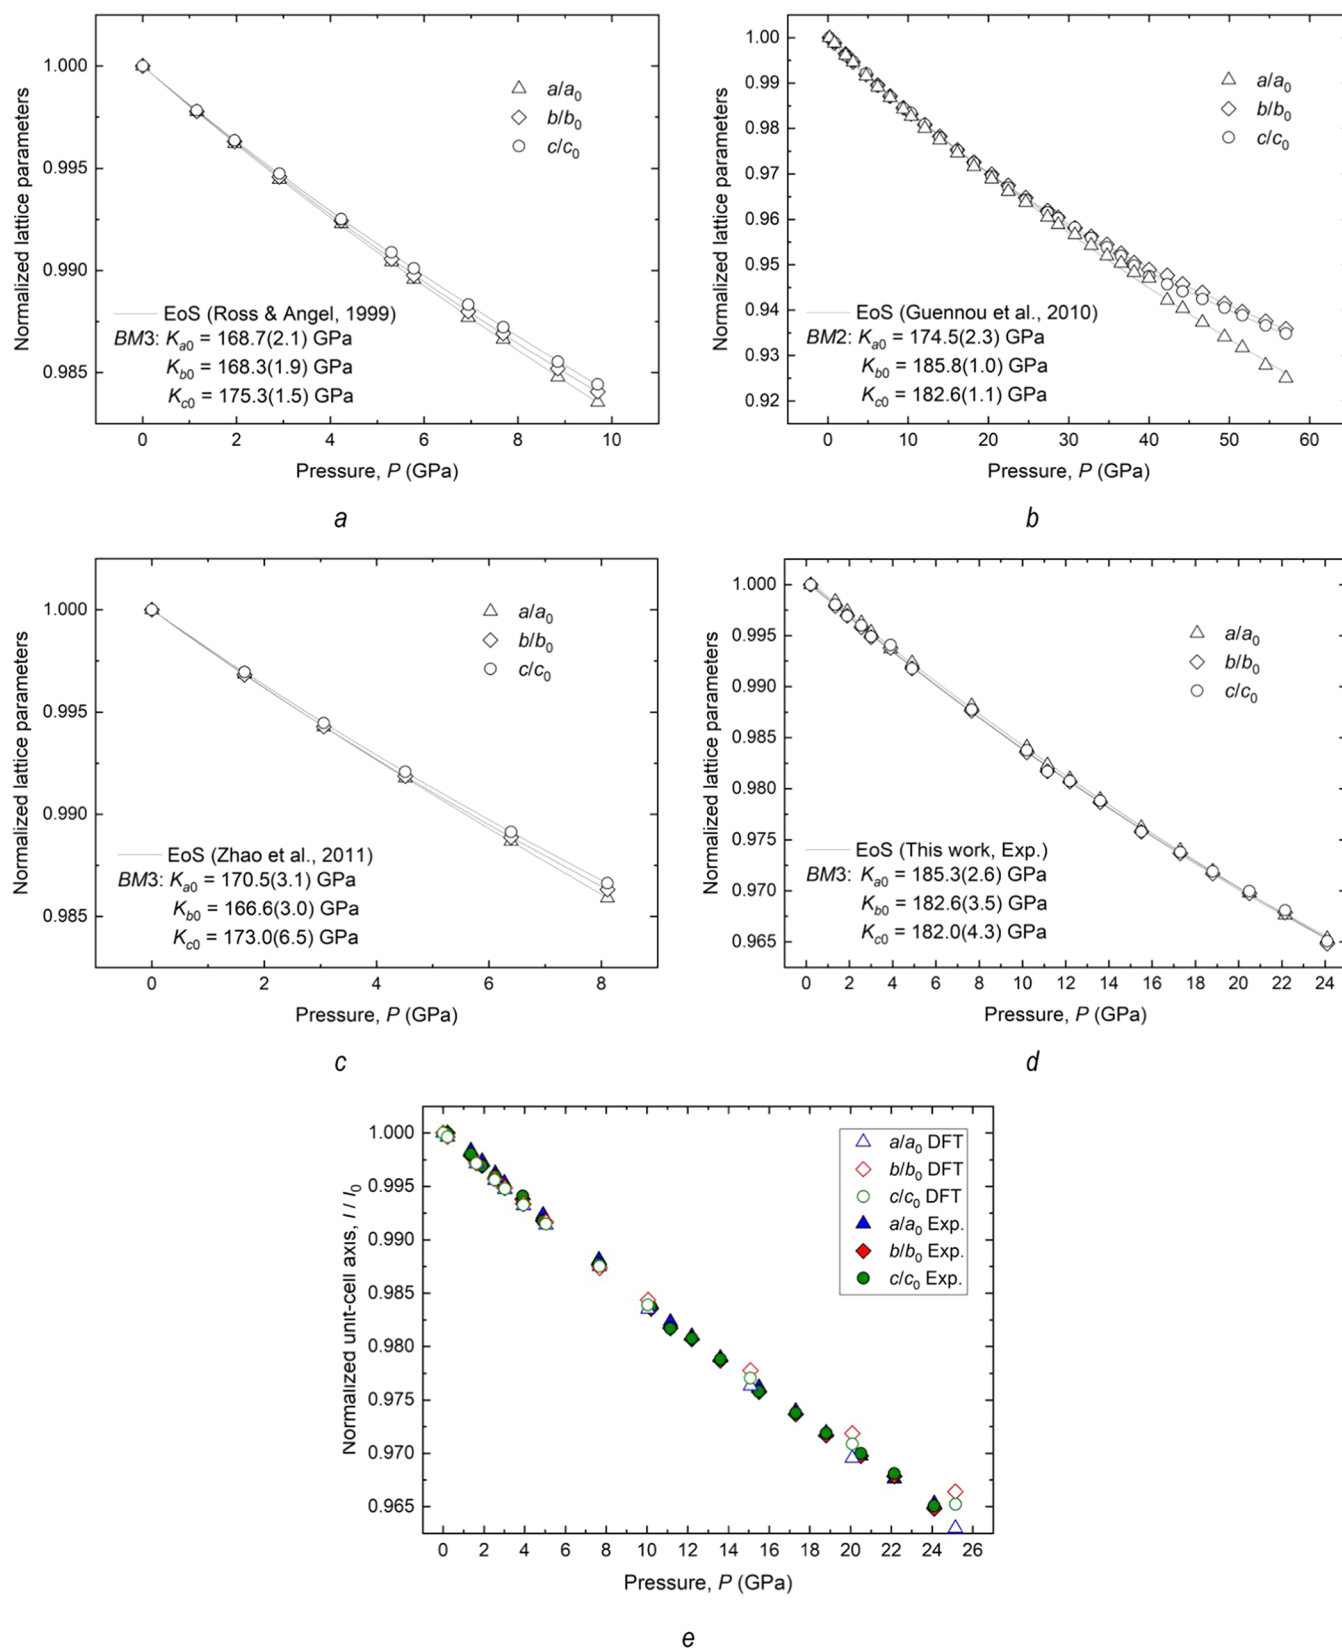 1.000
0.995
0.990
0.985
Normalized lattice parameters
a/a0
b/b0
c/c0
EoS (Ross & Angel, 1999)
BM3: Ka0 = 168.7(2.1) GPa
Kb0 = 168.3(1.9) GPa
Kc0 = 175.3(1.5) GPa
0 2 4 6 8 10
Pressure, P (GPa)
a
1.00
0.99
0.98
0.97
0.96
0.95
0.94
0.93
0.92
Normalized lattice parameters
a/a0
b/b0
c/c0
EoS (Guennou et al., 2010)
BM2: Ka0 = 174.5(2.3) GPa
Kb0 = 185.8(1.0) GPa
Kc0 = 182.6(1.1) GPa
0 10 20 30 40 50 60
Pressure, P (GPa)
b
1.000
0.995
0.990
0.985
Normalized lattice parameters
a/a0
b/b0
c/c0
EoS (Zhao et al., 2011)
BM3: Ka0 = 170.5(3.1) GPa
Kb0 = 166.6(3.0) GPa
Kc0 = 173.0(6.5) GPa
0 2 4 6 8
Pressure, P (GPa)
c
1.000
0.995
0.990
0.985
0.980
0.975
0.970
0.965
Normalized lattice parameters
a/a0
b/b0
c/c0
EoS (This work, Exp.)
BM3: Ka0 = 185.3(2.6) GPa
Kb0 = 182.6(3.5) GPa
Kc0 = 182.0(4.3) GPa
0 2 4 6 8 10 12 14 16 18 20 22 24
Pressure, P (GPa)
d
1.000
0.995
0.990
0.985
0.980
0.975
0.970
0.965
Normalized unit-cell axis, l / l0
a/a0 DFT
b/b0 DFT
c/c0 DFT
a/a0 Exp.
b/b0 Exp.
c/c0 Exp.
0 2 4 6 8 10 12 14 16 18 20 22 24 26
Pressure, P (GPa)
e